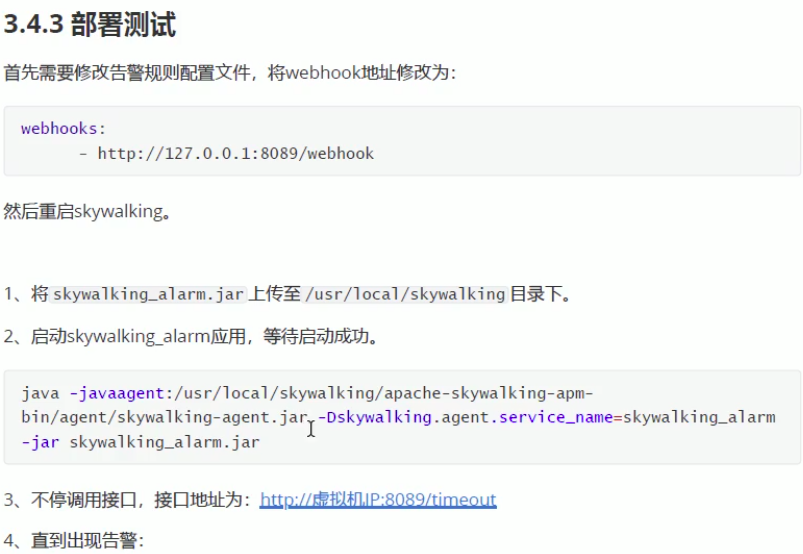 3.4.3 部署测试
首先需要修改告警规则配置文件，将webhook地址修改为：
webhooks:
- http://127.0.0.1:8089/webhook
然后重启skywalking。
1、将 skywalking_alarm.jar 上传至 /usr/local/skywalking 目录下。
2、启动skywalking_alarm应用，等待启动成功。
java -javaagent:/usr/local/skywalking/apache-skywalking-apm-
bin/agent/skywalking-agent.jar -Dskywalking.agent.service_name=skywalking_alarm
-jar skywalking_alarm.jar
3、不停调用接口，接口地址为：http://虚拟机IP:8089/timeout
4、直到出现告警：